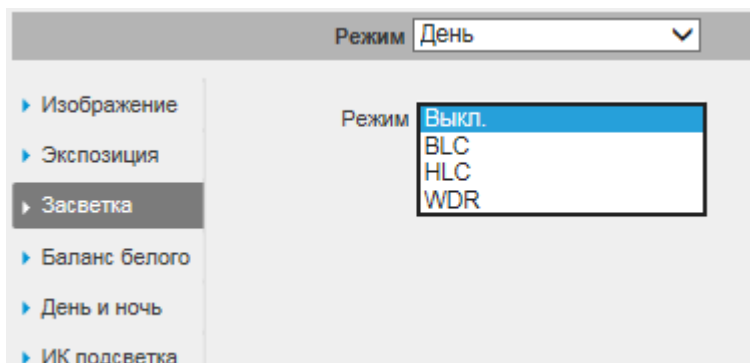 Режим День
Изображение
Режим Выкл.
BLC
Экспозиция
HLC
Засветка
WDR
Баланс белого
День и ночь
ИК подсветка